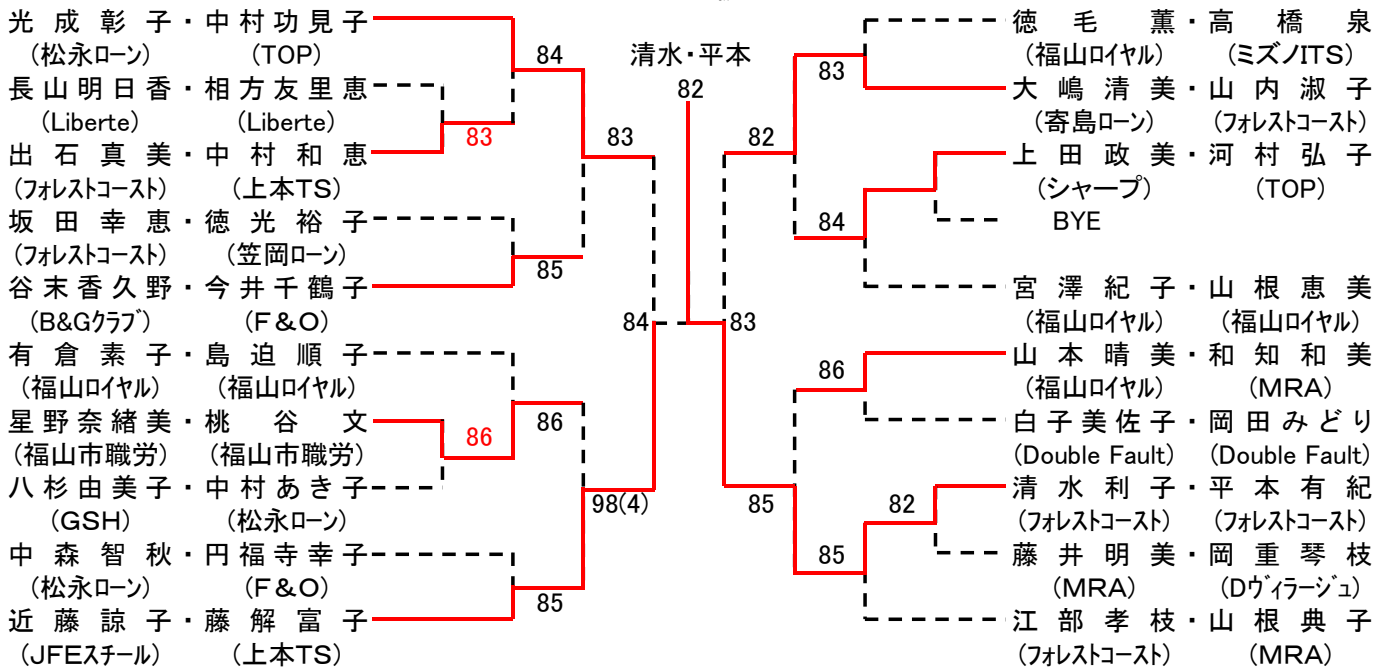 光成彰子・中村功見子
(松永ローン) (TOP)
長山明日香・相方友里恵
(Liberte) (Liberte)
出石真美・中村和恵
(フォレストコースト) (上本TS)
坂田幸恵・徳光裕子
(フォレストコースト) (笠岡ローン)
谷末香久野・今井千鶴子
(B&Gクラブ) (F&O)
有倉素子・島迫順子
(福山ロイヤル) (福山ロイヤル)
星野奈緒美・桃谷文
(福山市職労) (福山市職労)
八杉由美子・中村あき子
(GSH) (松永ローン)
中森智秋・円福寺幸子
(松永ローン) (F&O)
近藤諒子・藤解富子
(JFEスチール) (上本TS)
84
83
83
85
84
86
86
98(4)
85
清水・平本
82
83
82
83
84
86
85
82
85
徳毛薫・高橋泉
(福山ロイヤル) (ミズノITS)
大嶋清美・山内淑子
(寄島ローン) (フォレストコースト)
上田政美・河村弘子
(シャープ) (TOP)
BYE
宮澤紀子・山根恵美
(福山ロイヤル) (福山ロイヤル)
山本晴美・和知和美
(福山ロイヤル) (MRA)
白子美佐子・岡田みどり
(Double Fault) (Double Fault)
清水利子・平本有紀
(フォレストコースト) (フォレストコースト)
藤井明美・岡重琴枝
(MRA) (Dヴィラージュ)
江部孝枝・山根典子
(フォレストコースト) (MRA)